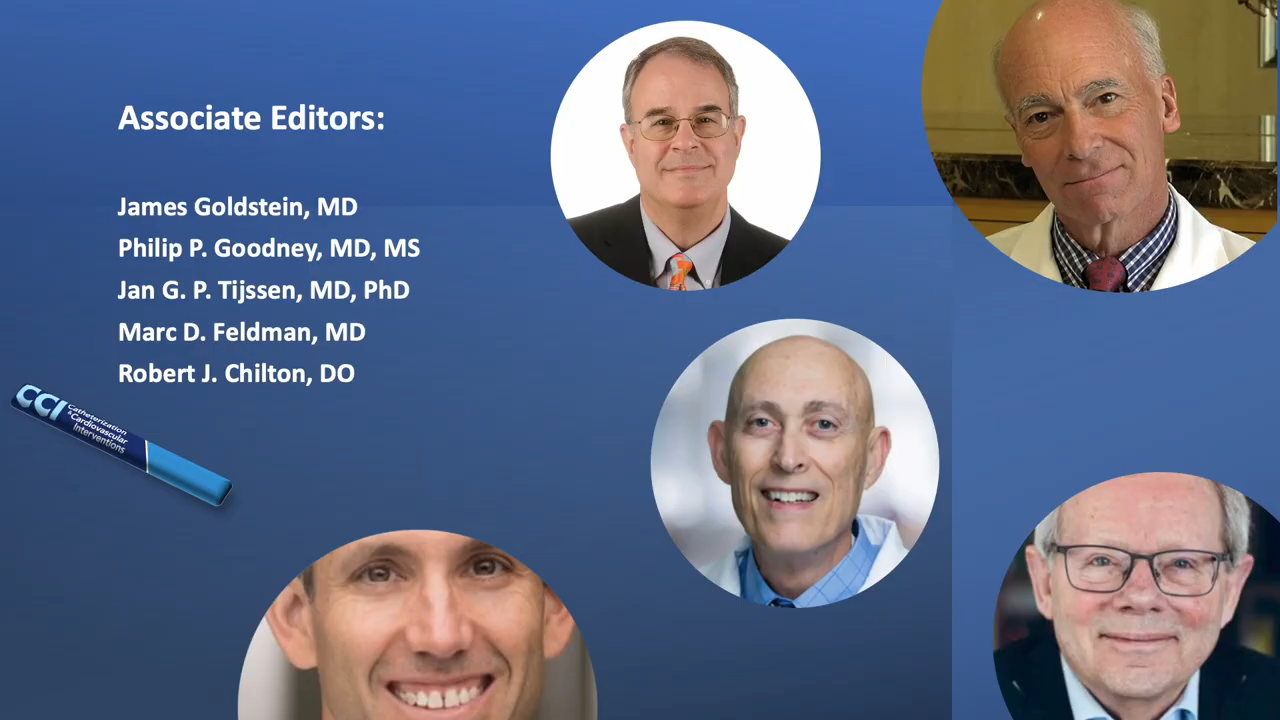 Associate Editors:
James Goldstein, MD
Philip P. Goodney, MD, MS
Jan G. P. Tijssen, MD, PhD
Marc D. Feldman, MD
Robert J. Chilton, DO
CCI
Catheterization
& Cardiovascular
Interventions